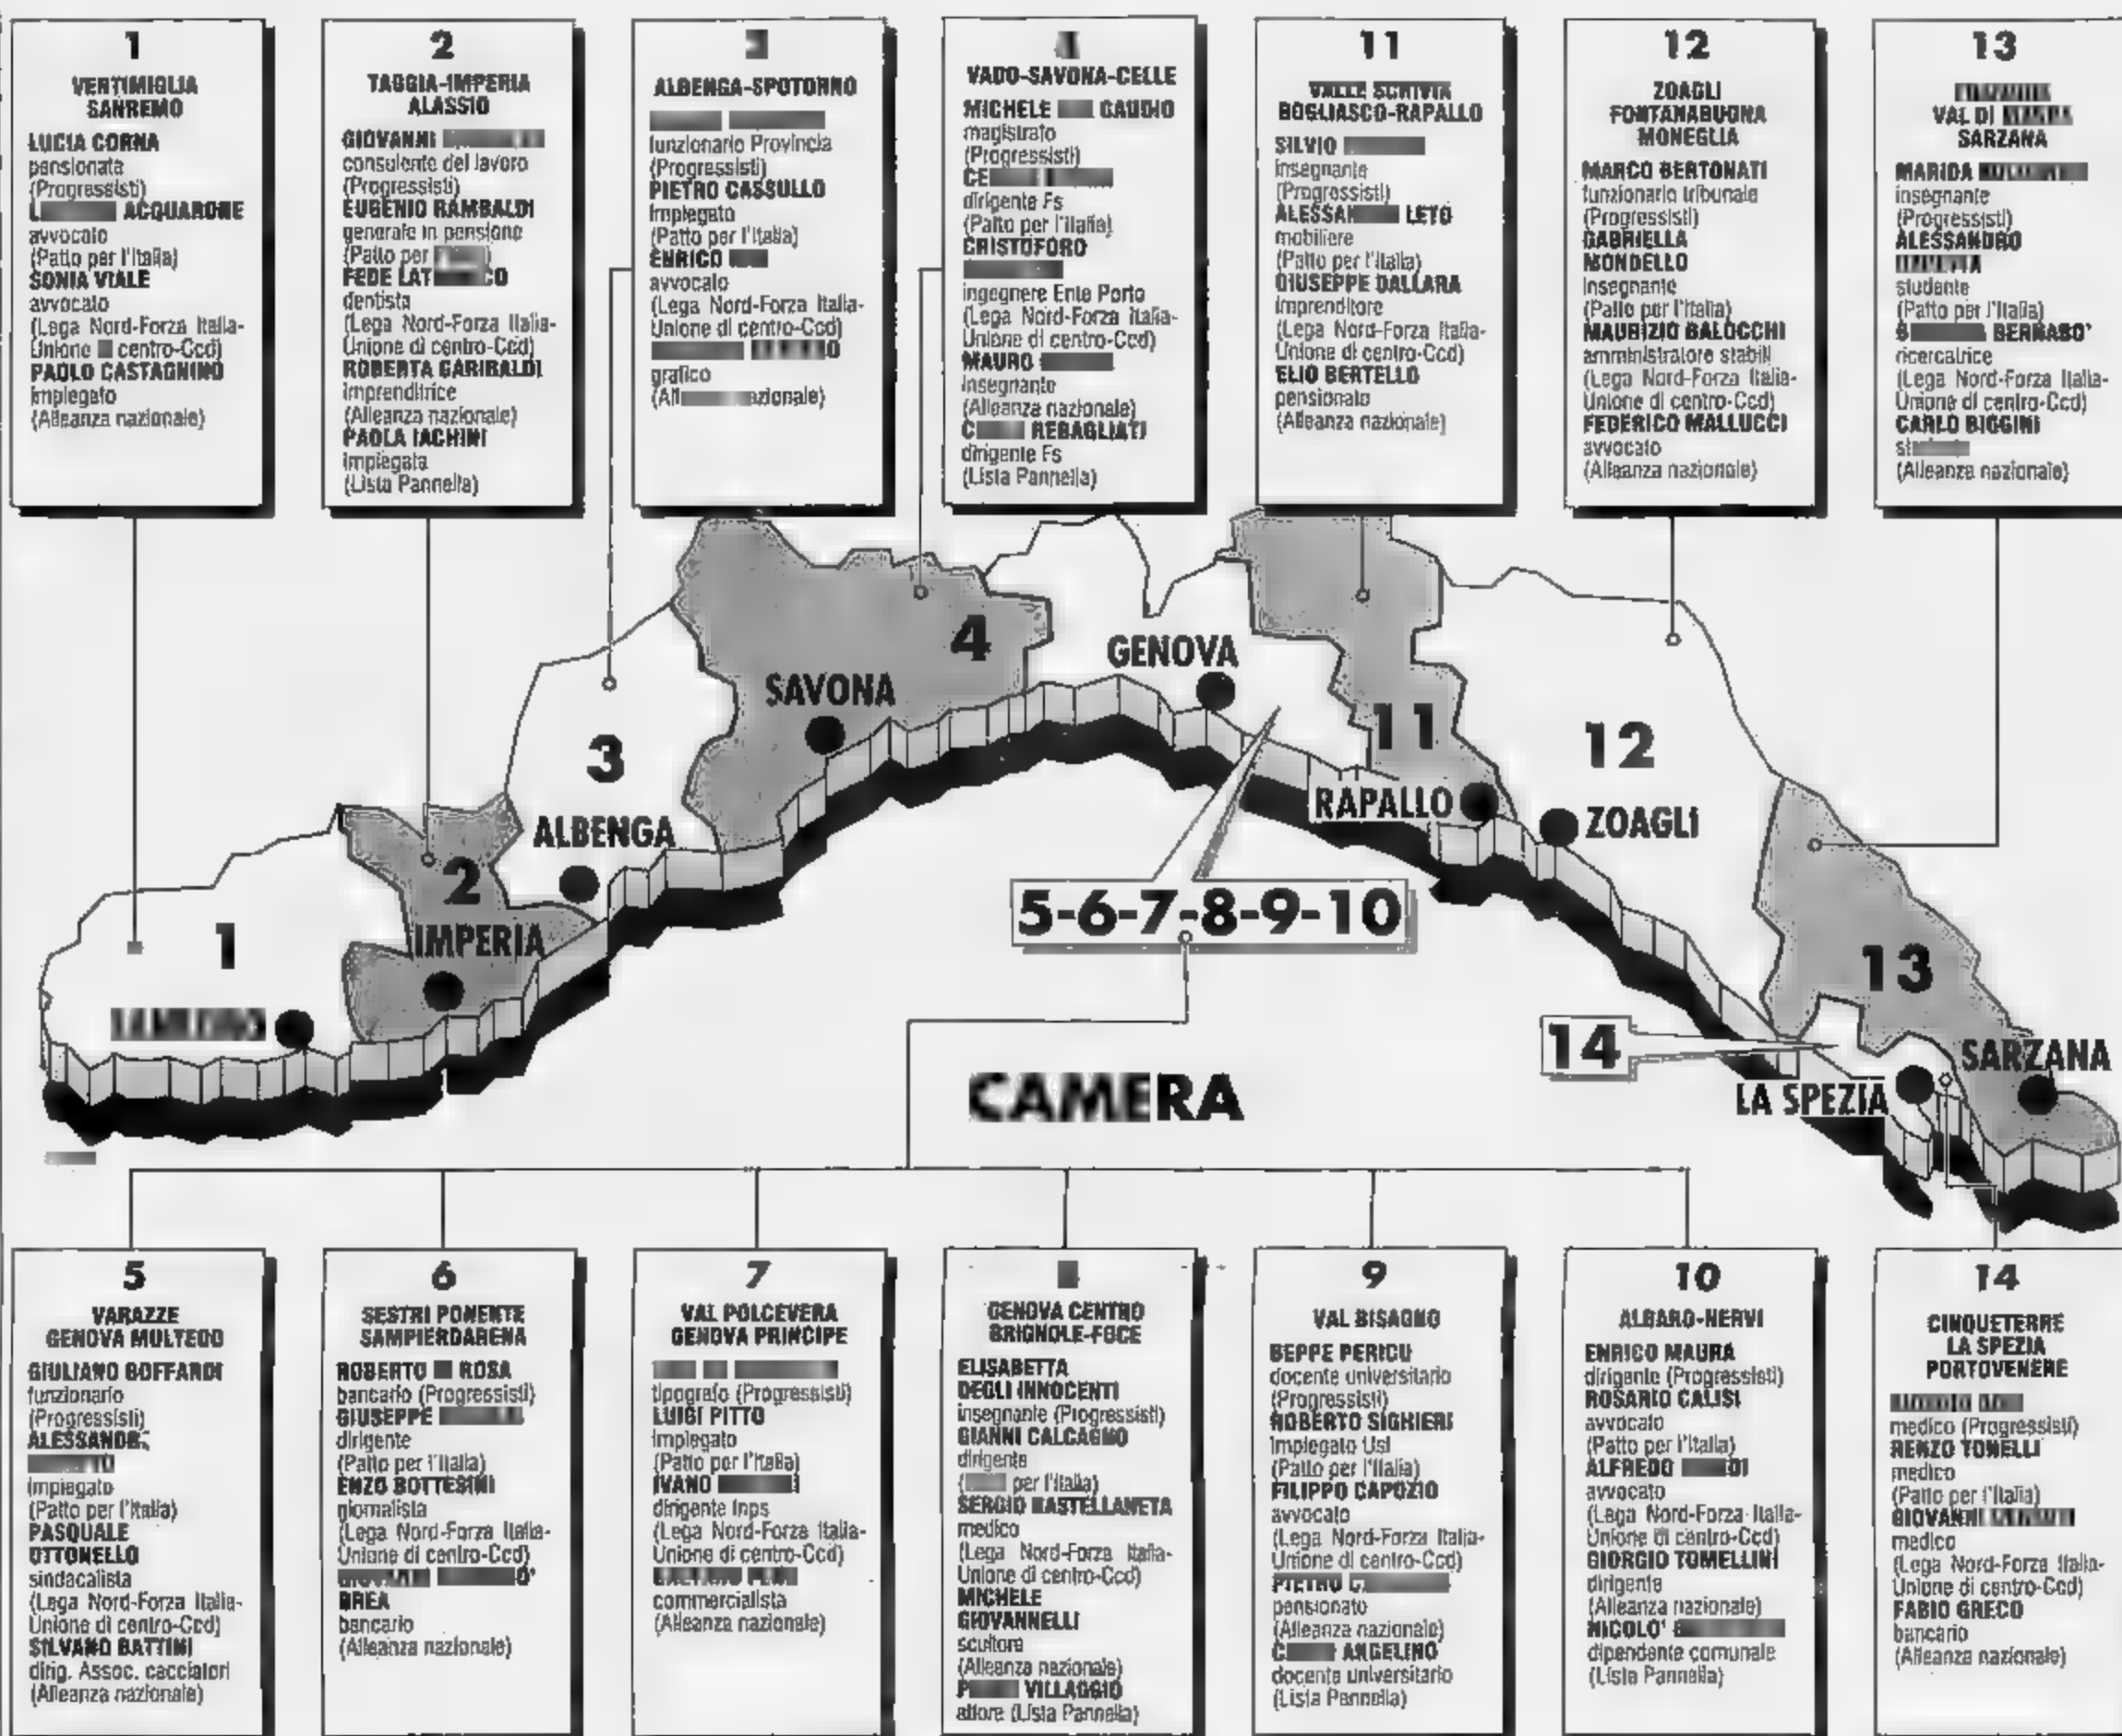 1
VERTIMIGLIA
SANREMO
LUCIA CORNA
pensionata
(Progressisti)
ACQUARONE
avvocato
(Patto per l'Italia)
SONIA VIALE
avvocato
(Lega Nord-Forza Italia-
Unione centro-Ccd)
PAOLO CASTAGNINO
impiegato
(Alleanza nazionale)
2
TAGGIA-IMPERIA
ALASSIO
GIOVANNI
consulente del lavoro
(Progressisti)
EUGENIO RAMBALDI
generale in pensione
(Patto per
FEDE
dentista
(Lega Nord-Forza Italia-
Unione di centro-Ccd)
ROBERTA GARIBALDI
imprenditrice
(Alleanza nazionale)
PAOLA IACHINI
impiegata
(Lista Pannella)
ALBENGA-SPOTORNO
funzionario Provincia
(Progressisti)
PIETRO CASSULLO
impiegato
(Patto per l'Italia)
ENRICO
avvocato
(Lega Nord-Forza Italia-
Unione di centro-Ccd)
grafico
VADO-SAVONA-CELLE
MICHELE GAUDIO
magistrato
(Progressisti)
dirigente Fs
(Patto per l'Italia)
CRISTOFORO
ingegnere Ente Porto
(Lega Nord-Forza Italia-
Unione di centro-Ccd)
MAURO
insegnante
(Alleanza nazionale)
REBAGLIATI
dirigente Fs
(Lista Pannella)
11
VALLE SCRIVIA
BOGLIASCO-RAPALLO
SILVIO
insegnante
(Progressisti)
LETO
mobiliere
(Patto per l'Italia)
GIUSEPPE DALLARA
imprenditore
(Lega Nord-Forza Italia-
Unione di centro-Ccd)
ELIO BERTELLO
pensionato
(Alleanza nazionale)
12
ZOAGLI
FONTANABUONA
MONEGLIA
MARCO BERTONATI
funzionario tribunale
(Progressisti)
GABRIELLA
MONDELLO
insegnante
(Patto per l'Italia)
MAURIZIO BALOCCHI
amministratore stabili
(Lega Nord-Forza Italia-
Unione di centro-Ccd)
FEDERICO MALLUCCI
avvocato
(Alleanza nazionale)
13
VAL DI
SARZANA
MARIDA
insegnante
(Progressisti)
ALESSANDRO
studente
(Patto per l'Italia)
BERNABO'
ricercatrice
(Lega Nord-Forza Italia-
Unione di centro-Ccd)
CARLO BIGGINI
(Alleanza nazionale)
4
GENOVA
SAVONA
3
11
12
RAPALLO
ZOAGLI
ALBENGA
2
5-6-7-8-9-10
IMPERIA
1
13
14
SARZANA
CAMERA
LA SPEZIA
5
VARAZZE
GENOVA MULTEDO
GIULIANO BOFFARDI
funzionario
(Progressisti)
impiegato
(Patto per l'Italia)
PASQUALE
OTTONELLO
sindacalista
(Lega Nord-Forza Italia-
Unione di centro-Ccd)
SILVANO BATTINI
dirig. Assoc. cacciatori
(Alleanza nazionale)
6
SESTRI PONENTE
SAMPIERDARENA
ROBERTO ROSA
bancario (Progressisti)
GIUSEPPE
dirigente
(Patto per l'Italia)
ENZO BOTTESINI
giornalista
(Lega Nord-Forza Italia-
Unione di centro-Ccd)
BREA
bancario
(Alleanza nazionale)
7
VAL POLCEVERA
GENOVA PRINCIPE
tipografo (Progressisti)
LUIGI PITTO
impiegato
(Patto per l'Italia)
IVANO
dirigente Inps
(Lega Nord-Forza Italia-
Unione di centro-Ccd)
commercialista
(Alleanza nazionale)
GENOVA CENTRO
BRIGNOLE-FOCE
ELISABETTA
DEGLI INNOCENTI
insegnante (Progressisti)
GIANNI CALCAGNO
dirigente
per l'Italia)
SERGIO KASTELLANETA
medico
(Lega Nord-Forza Italia-
Unione di centro-Ccd)
MICHELE
GIOVANNELLI
scultore
(Alleanza nazionale)
VILLAGGIO
attore (Lista Pannella)
9
VAL BISAGNO
BEPPE PERICU
docente universitario
(Progressisti)
ROBERTO SIGHIERI
impiegato Usl
(Patto per l'Italia)
FILIPPO CAPOZIO
avvocato
(Lega Nord-Forza Italia-
Unione di centro-Ccd)
PIETRO
pensionato
(Alleanza nazionale)
ANGELINO
docente universitario
(Lista Pannella)
10
ALBARO-NERVI
ENRICO MAURA
dirigente (Progressisti)
ROSARIO CALISI
avvocato
(Patto per l'Italia)
ALFREDO
avvocato
(Lega Nord-Forza Italia-
Unione di centro-Ccd)
GIORGIO TOMELLINI
dirigente
(Alleanza nazionale)
NICOLO'
dipendente comunale
(Lista Pannella)
14
CINQUETERRE
LA SPEZIA
PORTOVENERE
medico (Progressisti)
RENZO TONELLI
medico
(Patto per l'Italia)
GIOVANNI
medico
(Lega Nord-Forza Italia-
Unione di centro-Ccd)
FABIO GRECO
bancario
(Alleanza nazionale)